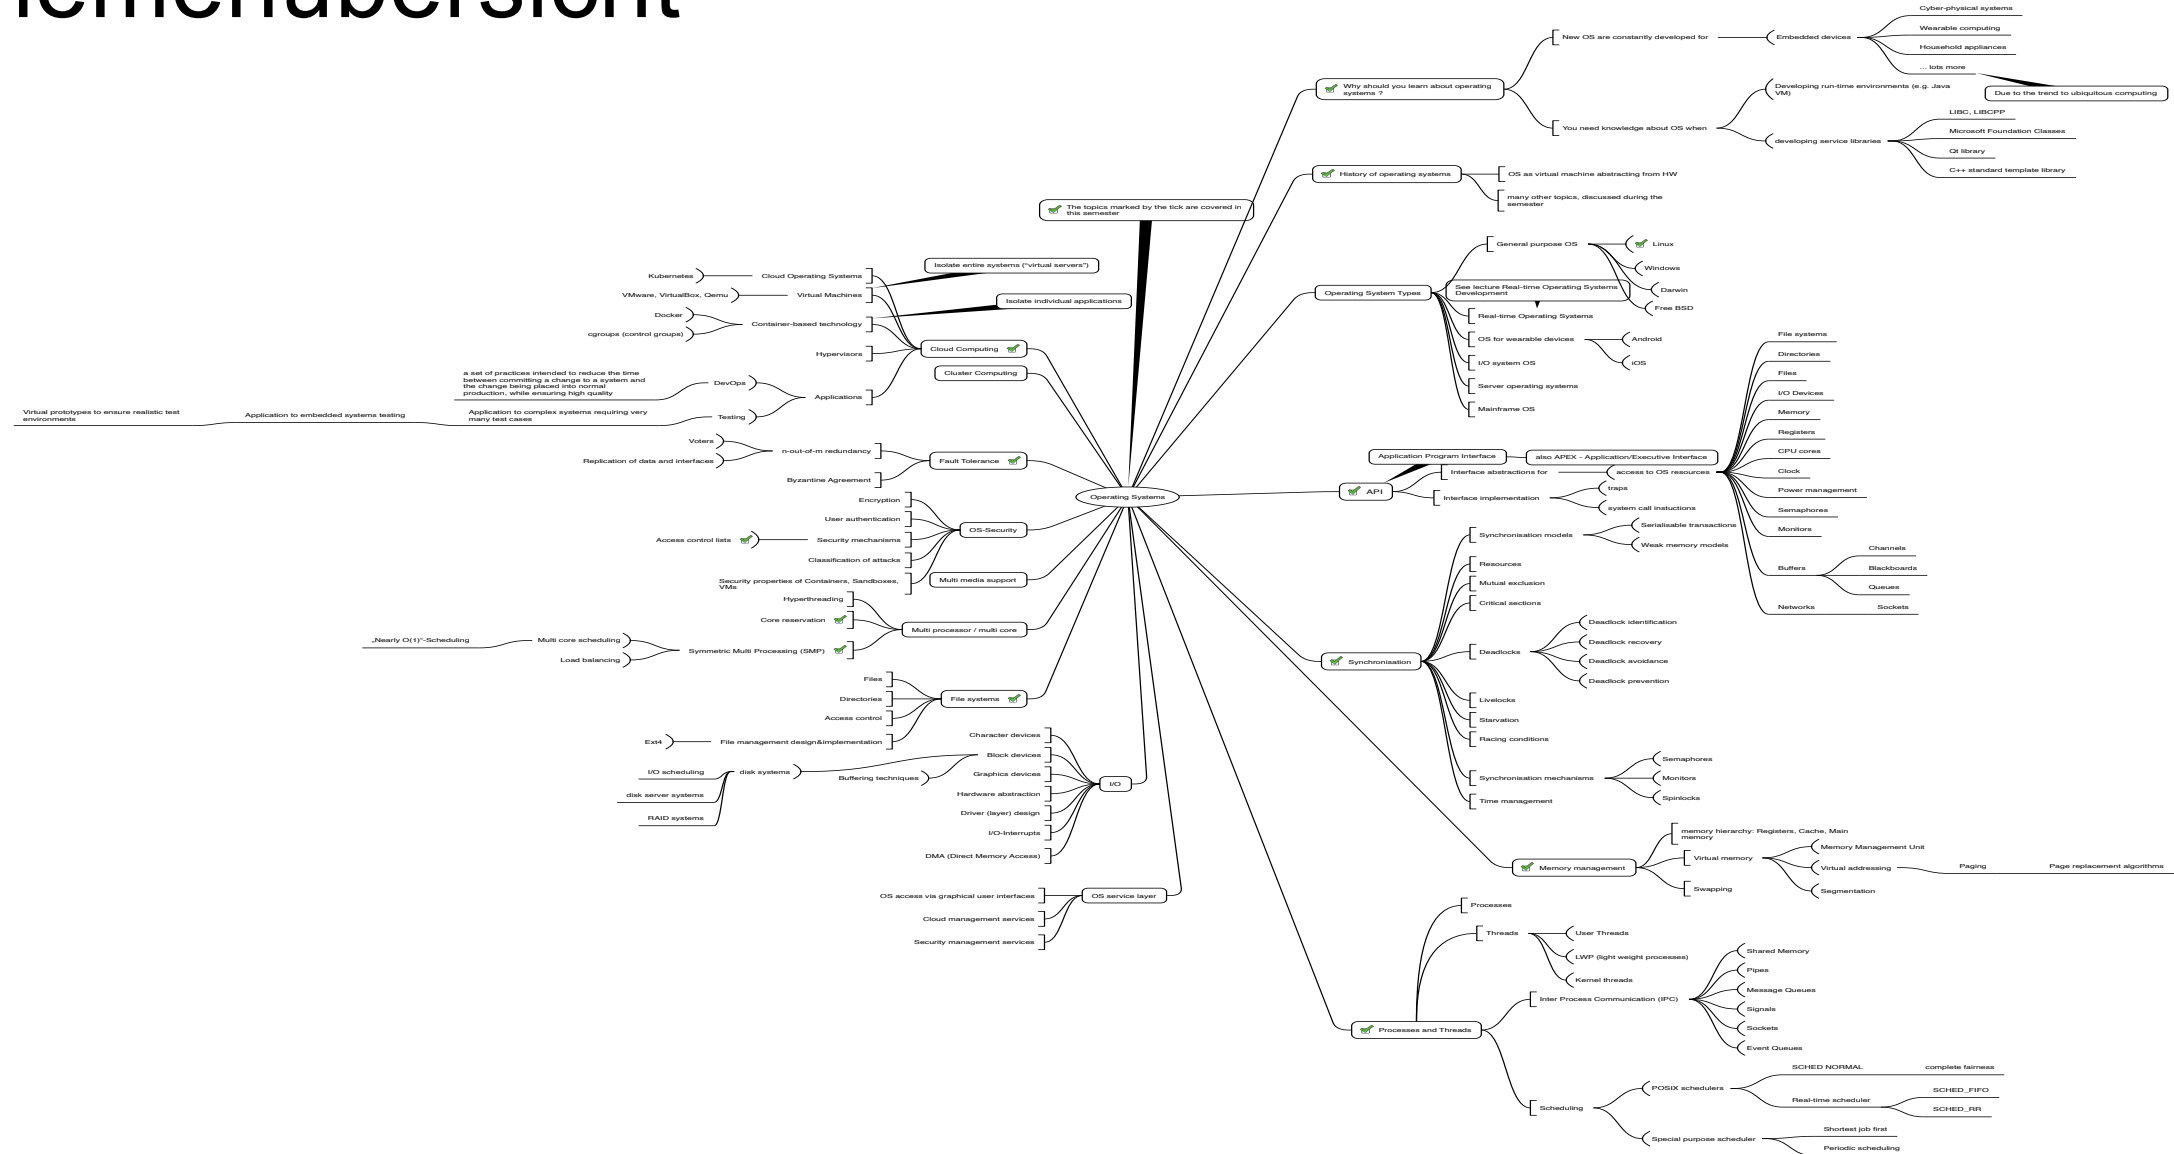 Operating Systems
The topics marked by the tick are covered in
this semester
Why should you learn about operating
systems ?
New OS are constantly developed for
Embedded devices
Cyber-physical systems
Wearable computing
Household appliances
... lots more
Due to the trend to ubiquitous computing
You need knowledge about OS when
Developing run-time environments (e.g. Java
VM)
developing service libraries
LIBC, LIBCPP
Microsoft Foundation Classes
Qt library
C++ standard template library
History of operating systems
OS as virtual machine abstracting from HW
many other topics, discussed during the
semester
Operating System Types
General purpose OS
Linux
Windows
Darwin
Free BSD
See lecture Real-time Operating Systems
Development
Real-time Operating Systems
OS for wearable devices
Android
iOS
I/O system OS
Server operating systems
Mainframe OS
API
Application Program Interface
also APEX - Application/Executive Interface
Interface abstractions for
access to OS resources
File systems
Directories
Files
I/O Devices
Memory
Registers
CPU cores
Clock
Power management
Semaphores
Monitors
Buffers
Channels
Blackboards
Queues
Networks
Sockets
Interface implementation
traps
system call instuctions
Synchronisation
Synchronisation models
Serialisable transactions
Weak memory models
Resources
Mutual exclusion
Critical sections
Deadlocks
Deadlock identification
Deadlock recovery
Deadlock avoidance
Deadlock prevention
Livelocks
Starvation
Racing conditions
Synchronisation mechanisms
Semaphores
Monitors
Spinlocks
Time management
Memory management
memory hierarchy: Registers, Cache, Main
memory
Virtual memory
Memory Management Unit
Virtual addressing
Paging
Page replacement algorithms
Segmentation
Swapping
Processes and Threads
Processes
Threads
User Threads
LWP (light weight processes)
Kernel threads
Inter Process Communication (IPC)
Shared Memory
Pipes
Message Queues
Signals
Sockets
Event Queues
Scheduling
POSIX schedulers
SCHED NORMAL
complete fairness
Real-time scheduler
SCHED_FIFO
SCHED_RR
Special purpose scheduler
Shortest job first
Periodic scheduling
Cloud Computing
Cloud Operating Systems
Kubernetes
Isolate entire systems ("virtual servers")
Virtual Machines
VMware, VirtualBox, Qemu
Isolate individual applications
Container-based technology
Docker
cgroups (control groups)
Hypervisors
Applications
DevOps
a set of practices intended to reduce the time
between committing a change to a system and
the change being placed into normal
production, while ensuring high quality
Testing
Application to complex systems requiring very
many test cases
Application to embedded systems testing
Virtual prototypes to ensure realistic test
environments
Cluster Computing
Fault Tolerance
n-out-of-m redundancy
Voters
Replication of data and interfaces
Byzantine Agreement
OS-Security
Encryption
User authentication
Security mechanisms
Access control lists
Classification of attacks
Security properties of Containers, Sandboxes,
VMs
Multi media support
Multi processor / multi core
Hyperthreading
Core reservation
Symmetric Multi Processing (SMP)
Multi core scheduling
„Nearly O(1)“-Scheduling
Load balancing
File systems
Files
Directories
Access control
File management design&implementation
Ext4
I/O
Character devices
Block devices
disk systems
I/O scheduling
disk server systems
RAID systems
Buffering techniques
Graphics devices
Hardware abstraction
Driver (layer) design
I/O-Interrupts
DMA (Direct Memory Access)
OS service layer
OS access via graphical user interfaces
Cloud management services
Security management services